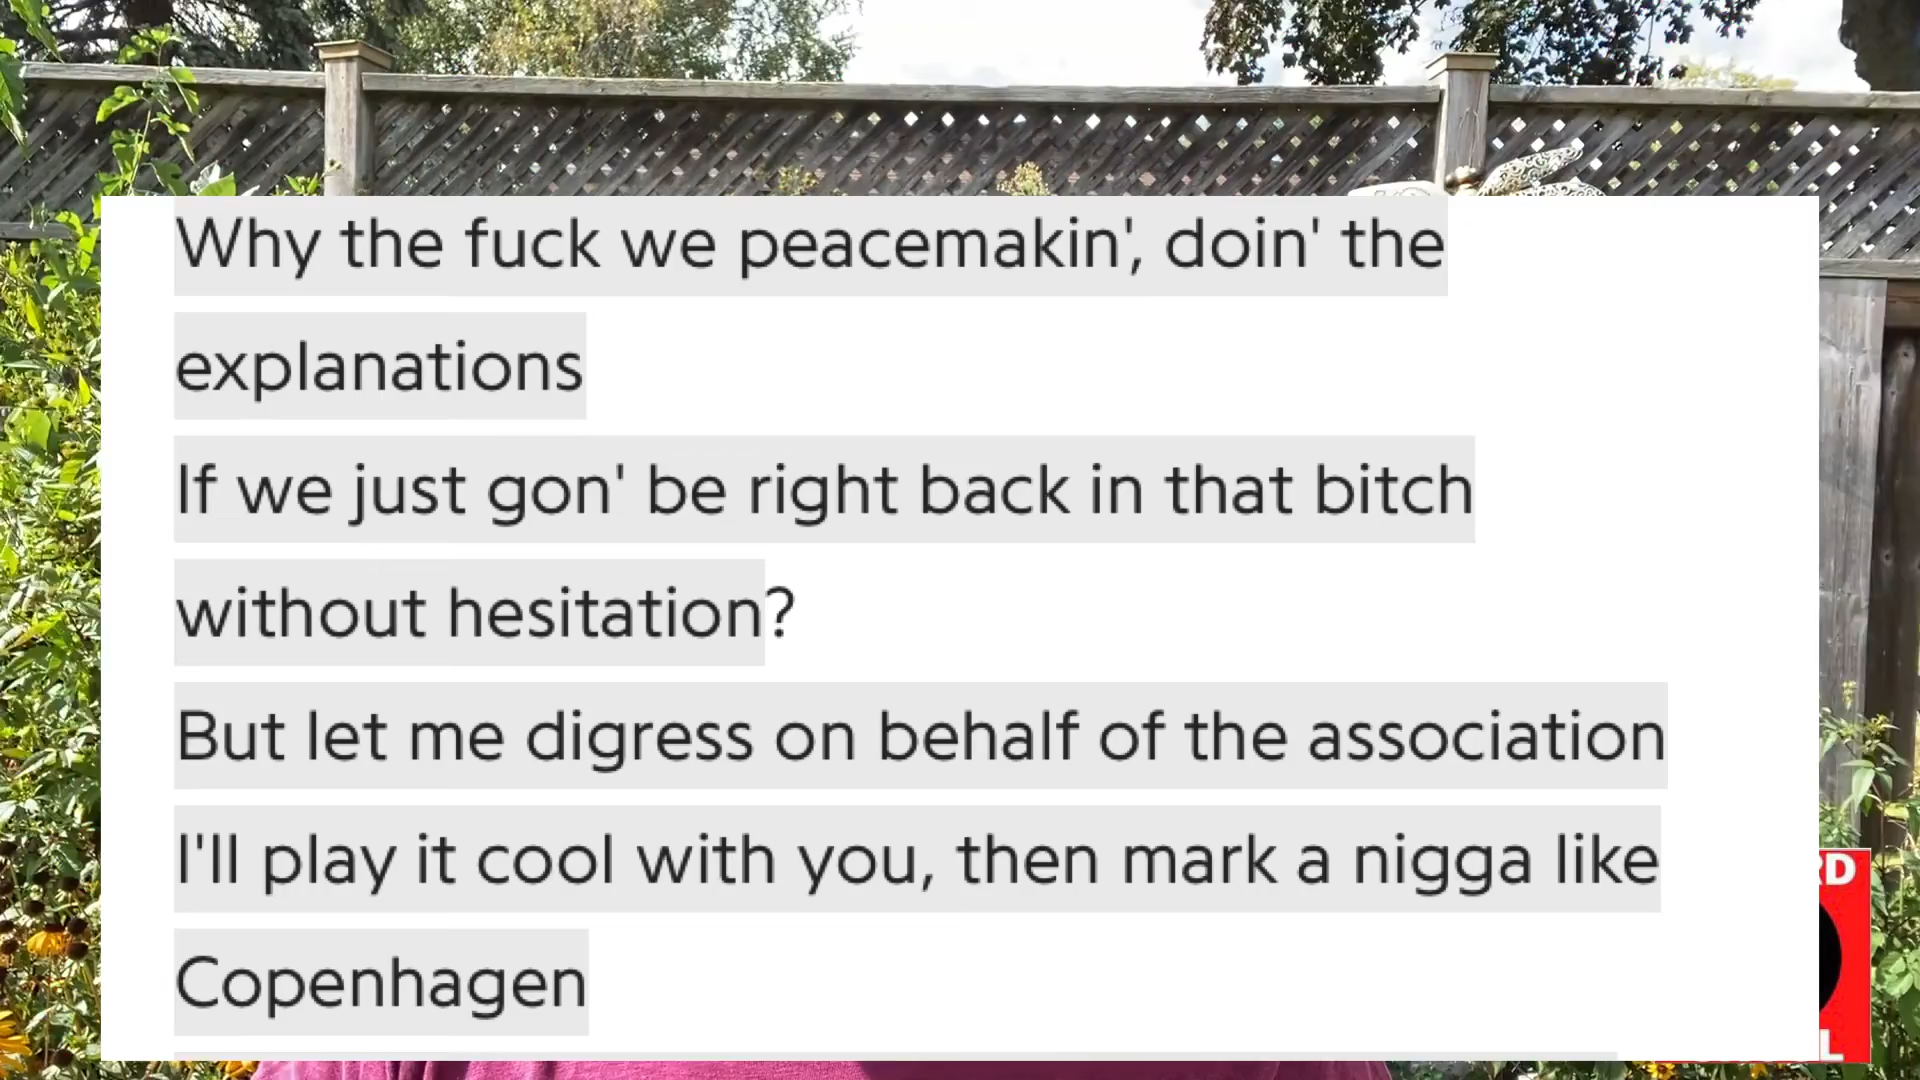 Why the fuck we peacemakin', doin' the
explanations
If we just gon' be right back in that bitch
without hesitation?
But let me digress on behalf of the association
I'll play it cool with you, then mark a nigga like
Copenhagen
RD
L